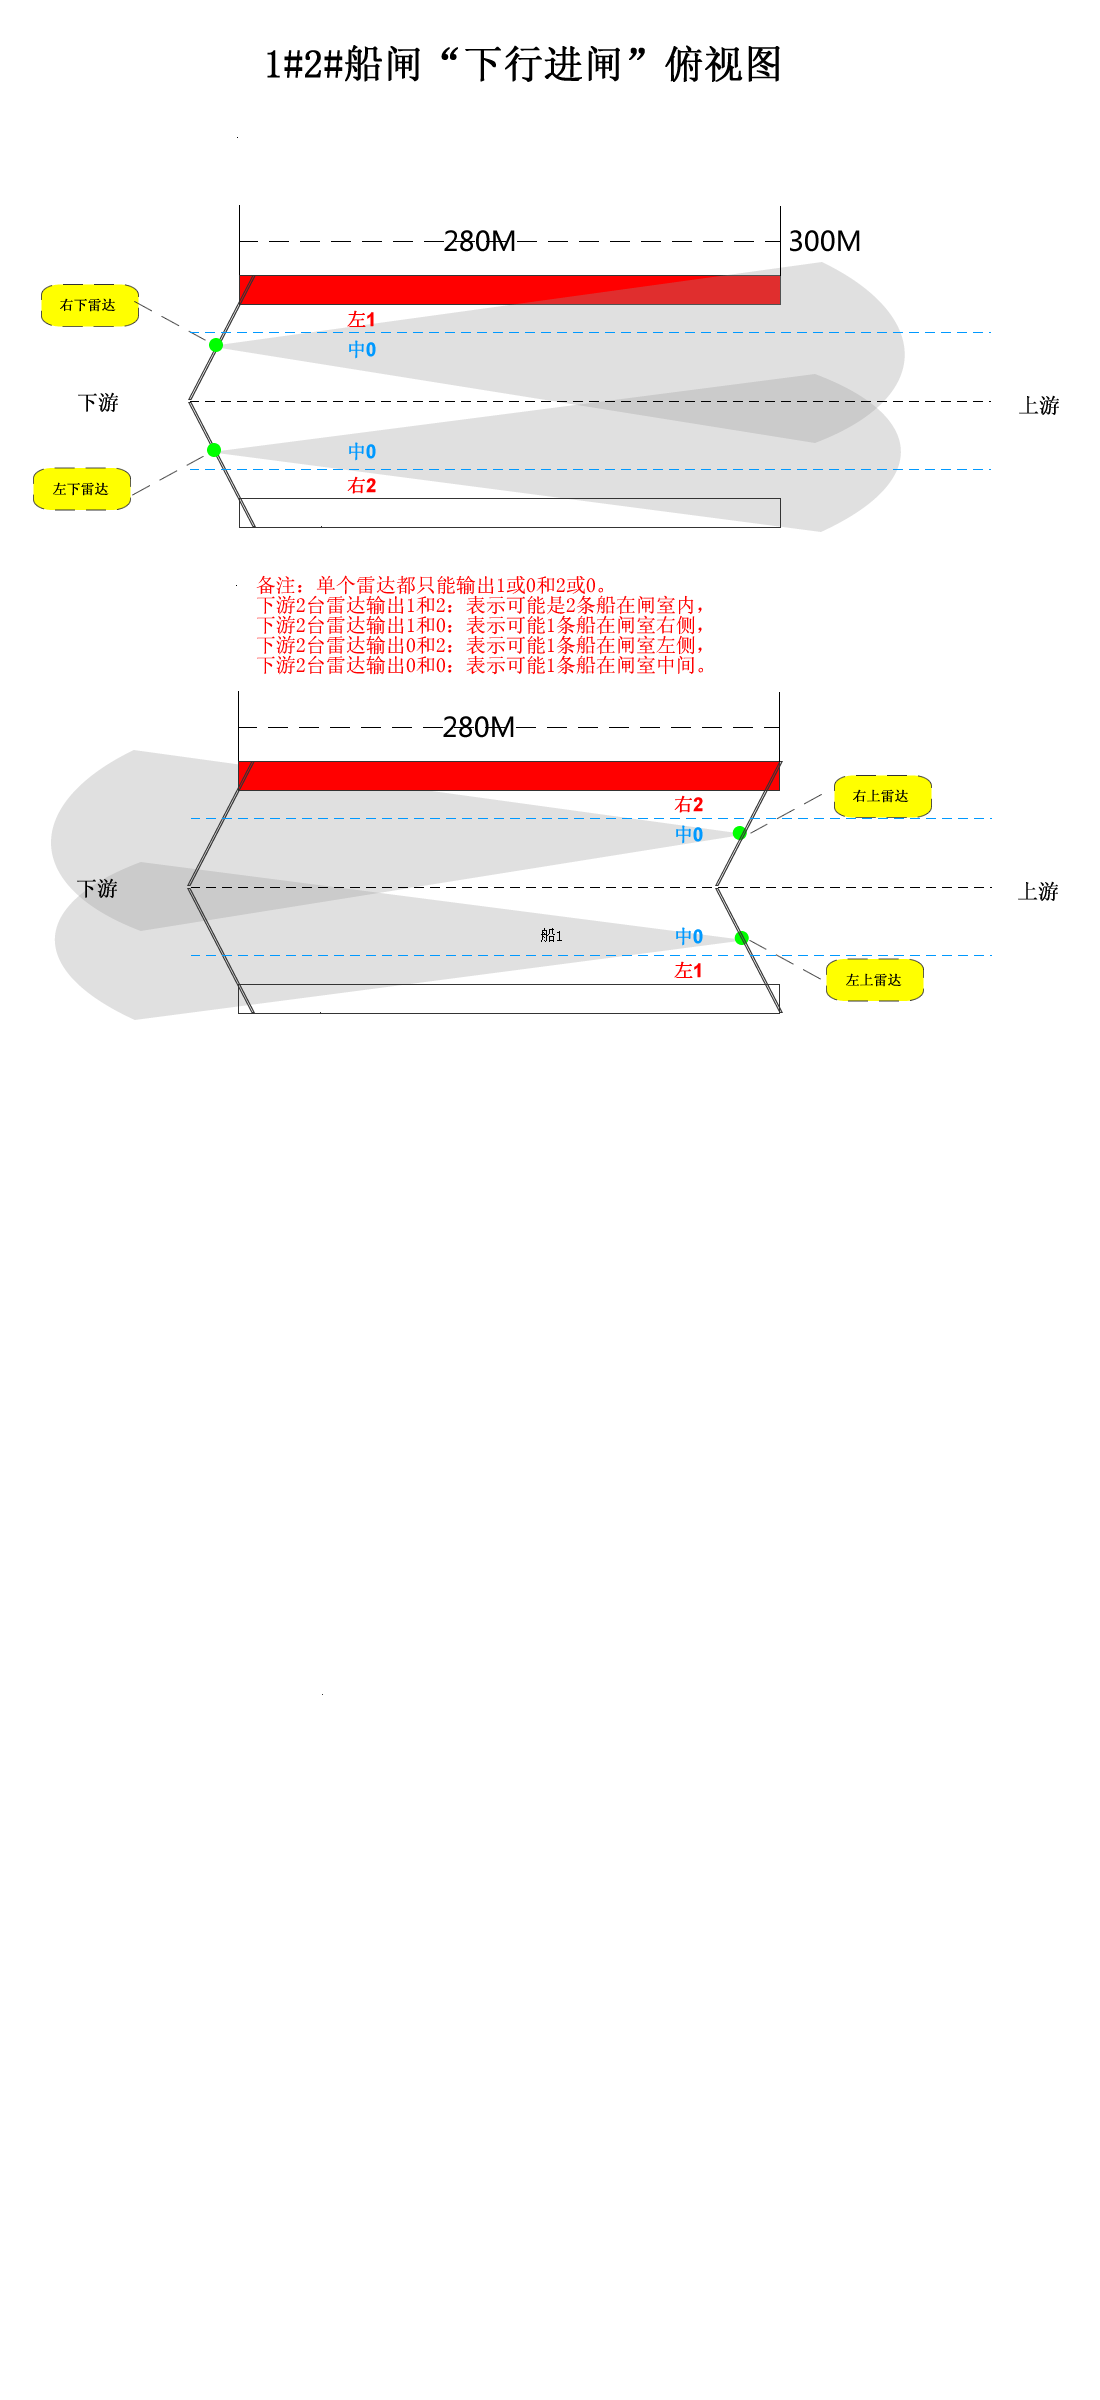 1#2#船闸“下行进闸”俯视图
280M
300M
右下雷达
左1
中0
下游
上游
中0
左下雷达
右2
备注：单个雷达都只能输出1或0和2或0。
下游2台雷达输出1和2：表示可能是2条船在闸室内，
下游2台雷达输出1和0：表示可能1条船在闸室右侧，
下游2台雷达输出0和2：表示可能1条船在闸室左侧，
下游2台雷达输出0和0：表示可能1条船在闸室中间。
280M
右上雷达
右2
中0
下游
上游
船1
中0
左1
左上雷达